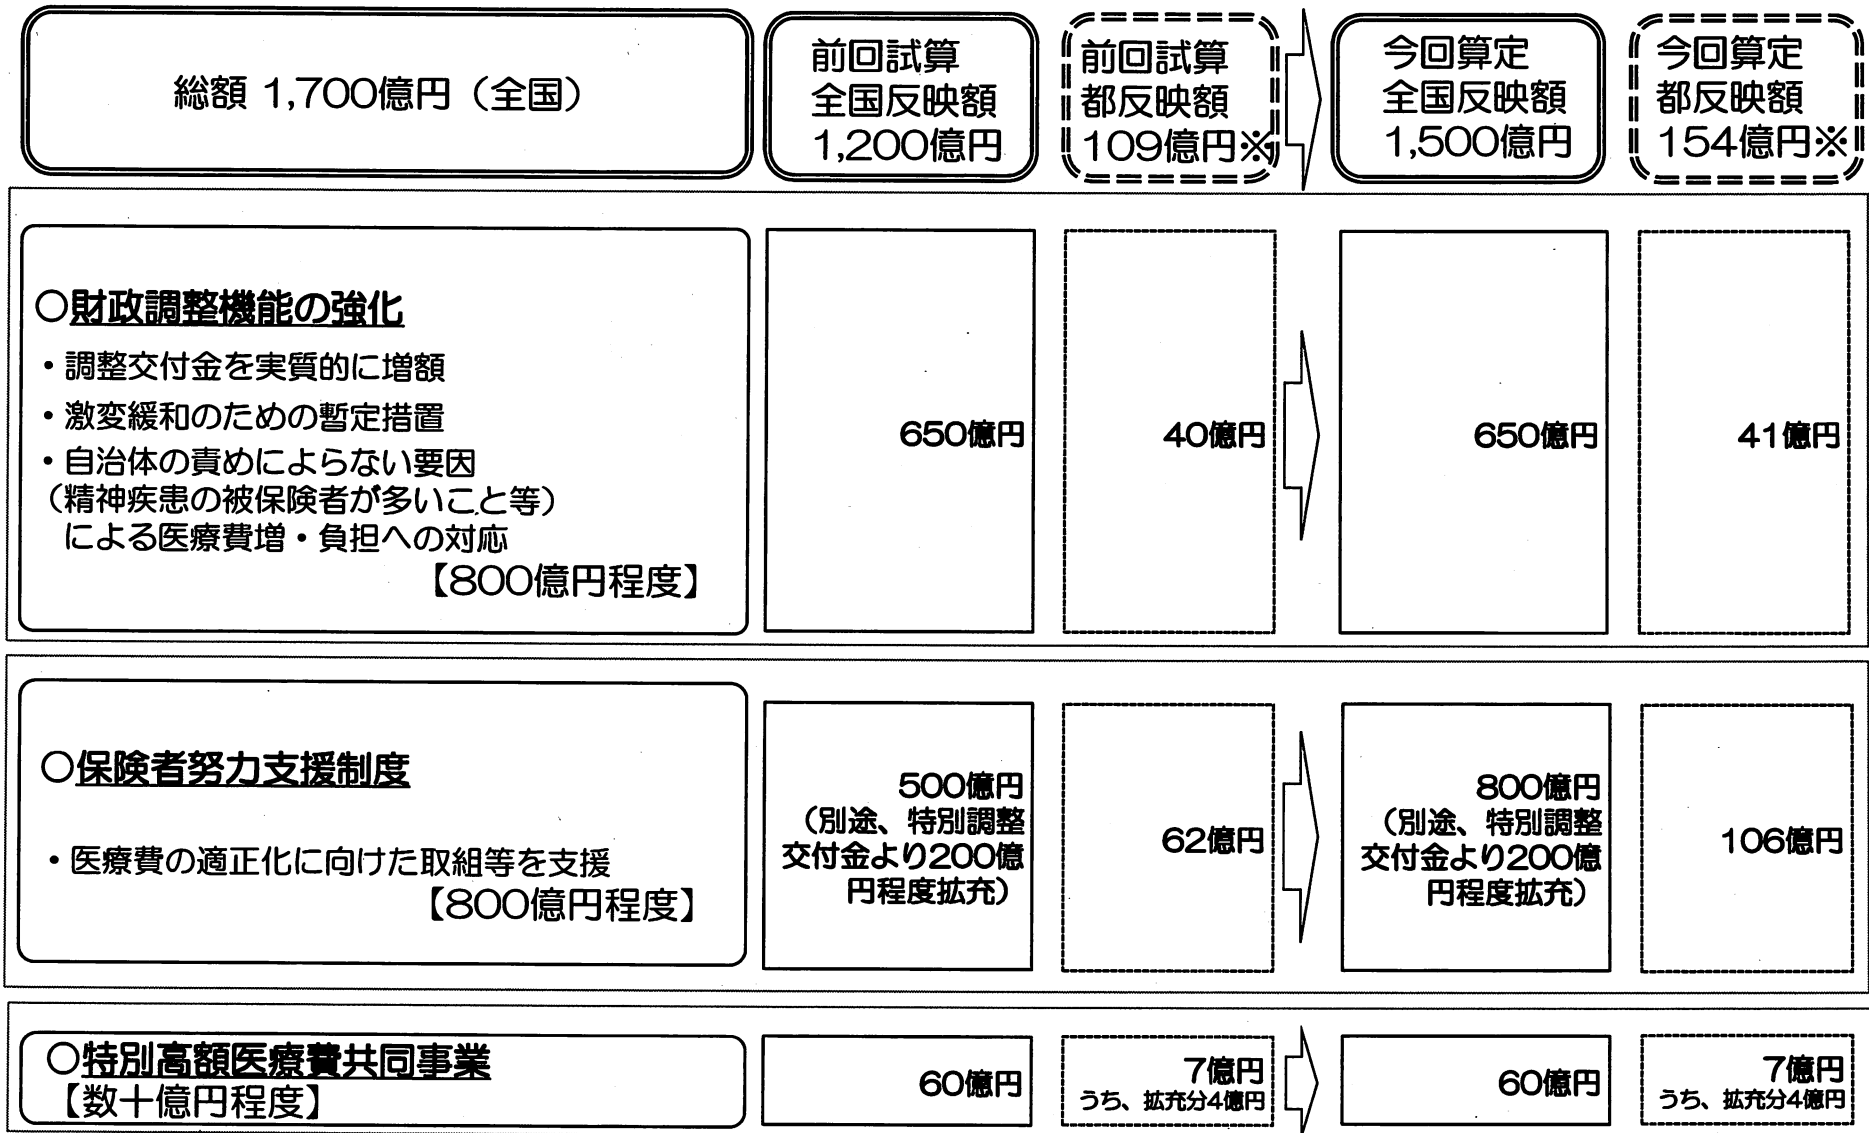 総額 1,700億円（全国）
前回試算
全国反映額
1,200億円
前回試算
都反映額
109億円※
今回算定
全国反映額
1,500億円
今回算定
都反映額
154億円※
○財政調整機能の強化
・調整交付金を実質的に増額
・激変緩和のための暫定措置
・自治体の責めによらない要因
（精神疾患の被保険者が多いこと等）
による医療費増・負担への対応
【800億円程度】
650億円
40億円
650億円
41億円
○保険者努力支援制度
・医療費の適正化に向けた取組等を支援
【800億円程度】
500億円
（別途、特別調整
交付金より200億
円程度拡充）
62億円
800億円
（別途、特別調整
交付金より200億
円程度拡充）
106億円
○特別高額医療費共同事業
【数十億円程度】
60億円
7億円
うち、拡充分4億円
60億円
7億円
うち、拡充分4億円